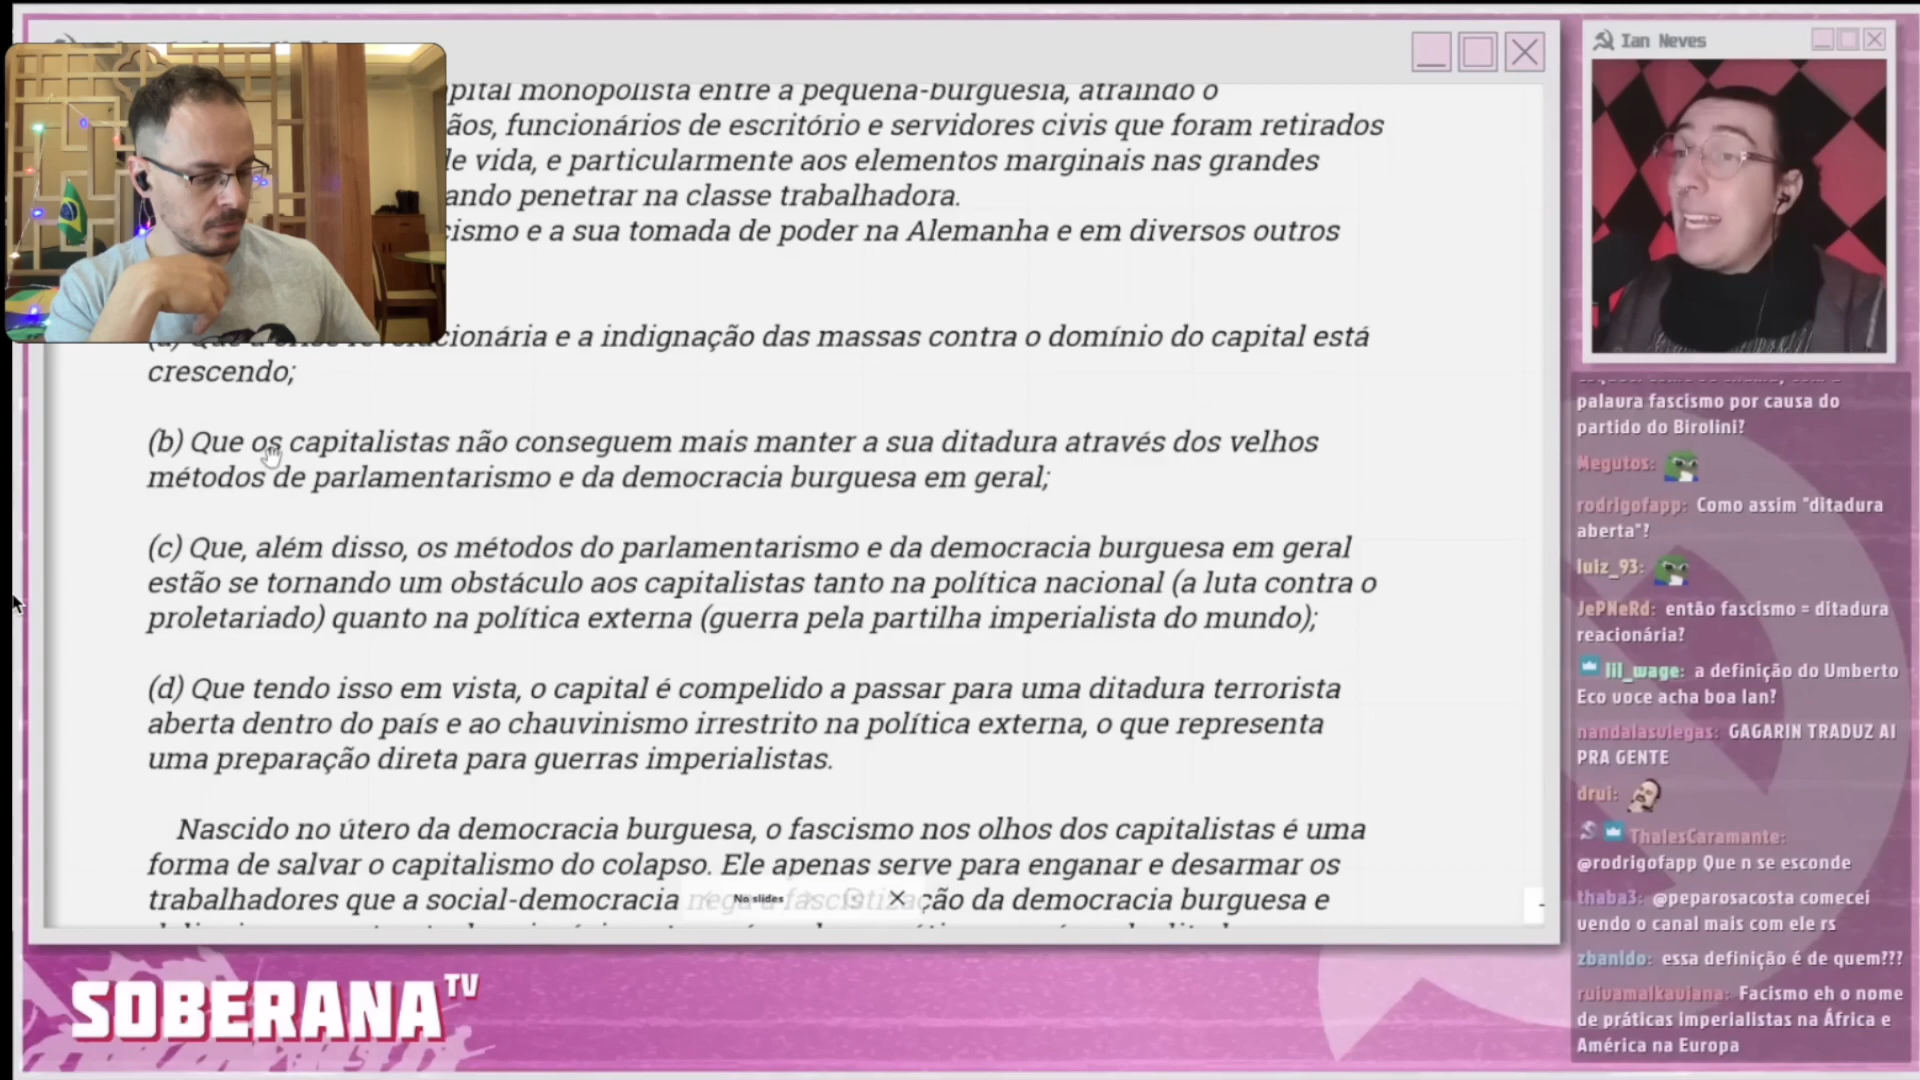 pital monopolista entre a pequena-burguesia, atraindo o
ãos, funcionários de escritório e servidores civis que foram retirados
de vida, e particularmente aos elementos marginais nas grandes
ando penetrar na classe trabalhadora.
cismo e a sua tomada de poder na Alemanha e em diversos outros
cionária e a indignação das massas contra o domínio do capital está
crescendo;
(b) Que os capitalistas não conseguem mais manter a sua ditadura através dos velhos
métodos de parlamentarismo e da democracia burguesa em geral;
(c) Que, além disso, os métodos do parlamentarismo e da democracia burguesa em geral
estão se tornando um obstáculo aos capitalistas tanto na política nacional (a luta contra o
proletariado) quanto na política externa (guerra pela partilha imperialista do mundo);
(d) Que tendo isso em vista, o capital é compelido a passar para uma ditadura terrorista
aberta dentro do país e ao chauvinismo irrestrito na política externa, o que representa
uma preparação direta para guerras imperialistas.
Nascido no útero da democracia burguesa, o fascismo nos olhos dos capitalistas é uma
forma de salvar o capitalismo do colapso. Ele apenas serve para enganar e desarmar os
trabalhadores que a social-democracia nega a fascistização da democracia burguesa e
No slides
SOBERANA TV
Ian Neves
palavra fascismo por causa do
partido do Birolini?
Negutos:
rodrigofapp: Como assim "ditadura
aberta"?
luiz_93:
JePNeRd: então fascismo = ditadura
reacionária?
lil_wage: a definição do Umberto
Eco voce acha boa Ian?
nandalasviegas: GAGARIN TRADUZ AI
PRA GENTE
drui:
ThalesCaramante:
@rodrigofapp Que n se esconde
thaba3: @peparosacosta comecei
vendo o canal mais com ele rs
zbanido: essa definição é de quem???
ruivamalkaviana: Facismo eh o nome
de práticas imperialistas na África e
América na Europa